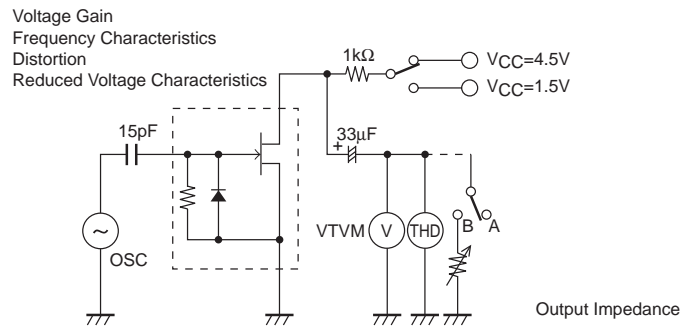 Voltage Gain
Frequency Characteristics
Distortion
Reduced Voltage Characteristics
1kΩ
VCC=4.5V
VCC=1.5V
15pF
33μF
+
OSC
VTVM
V
THD
B
A
~
Output Impedance